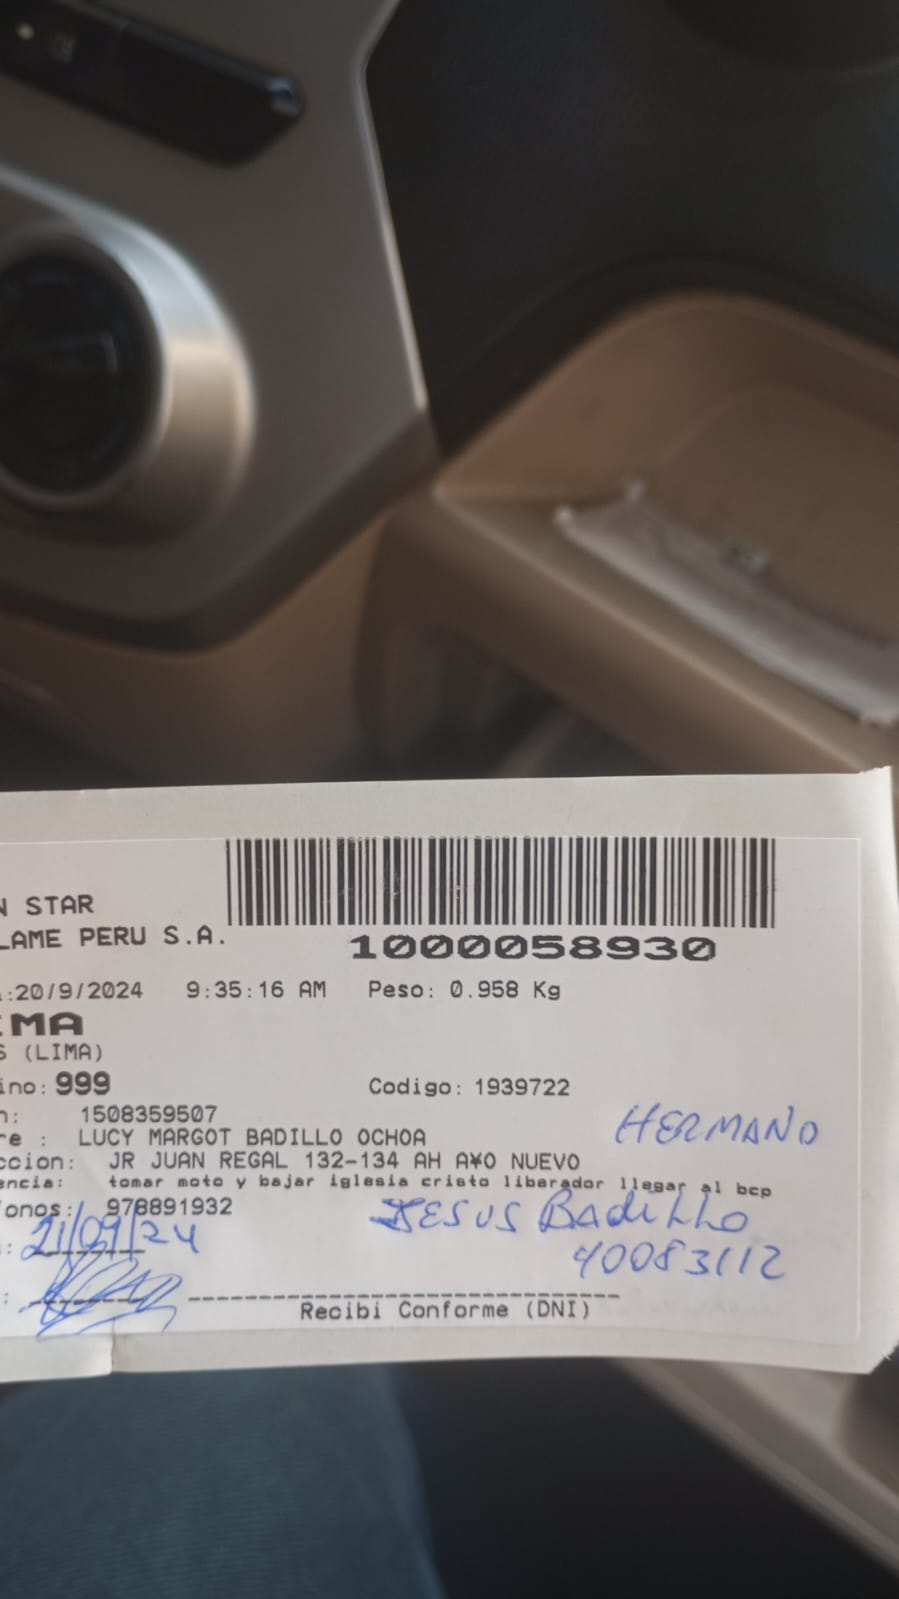 N STAR
LAME PERU S.A.
1000058930
:20/9/2024 9:35:16 AM Peso: 0.958 Kg
IMA
S (LIMA)
ino: 999 Codigo: 1939722
n: 1508359507
HERMANO
re : LUCY MARGOT BADILLO OCHOA
ccion: JR JUAN REGAL 132-134 AH A¥O NUEVO
encia: tomar moto y bajar iglesia cristo liberador llegar al bcp
onos: 978891932
JESUS BADILLO
: 21/09/24
40083112
:
Recibi Conforme (DNI)